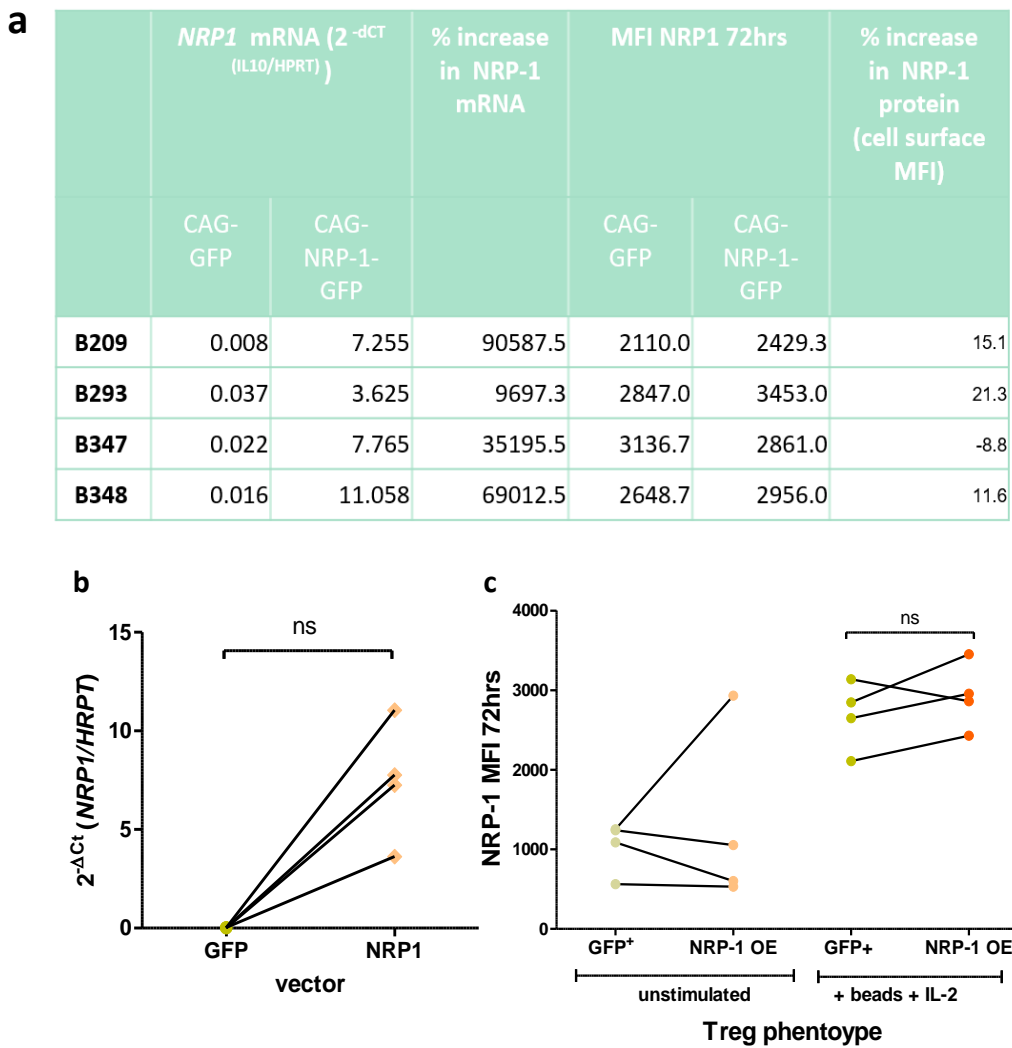 a
NRP1 mRNA (2 -dCT (IL10/HPRT) )
% increase in NRP-1 mRNA
MFI NRP1 72hrs
% increase in NRP-1 protein (cell surface MFI)
CAG-GFP
CAG-NRP-1-GFP
CAG-GFP
CAG-NRP-1-GFP
B209 0.008 7.255 90587.5 2110.0 2429.3 15.1
B293 0.037 3.625 9697.3 2847.0 3453.0 21.3
B347 0.022 7.765 35195.5 3136.7 2861.0 -8.8
B348 0.016 11.058 69012.5 2648.7 2956.0 11.6
b
2-ΔCt (NRP1/HRPT)
15
10
5
0
ns
GFP NRP1
vector
c
NRP-1 MFI 72hrs
4000
3000
2000
1000
0
ns
GFP+ NRP-1 OE GFP+ NRP-1 OE
unstimulated + beads + IL-2
Treg phentoype